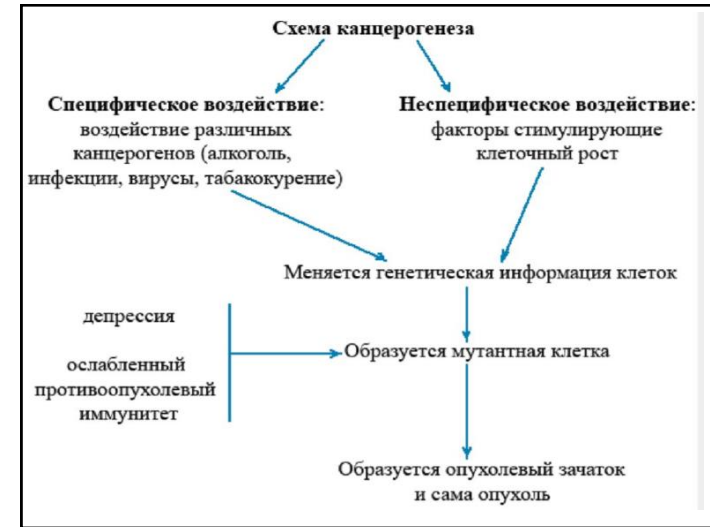 Схема канцерогенеза
Специфическое воздействие:
воздействие различных
канцерогенов (алкоголь,
инфекции, вирусы, табакокурение)
Неспецифическое воздействие:
факторы стимулирующие
клеточный рост
Меняется генетическая информация клеток
депрессия
ослабленный
противоопухолевый
иммунитет
Образуется мутантная клетка
Образуется опухолевый зачаток
и сама опухоль